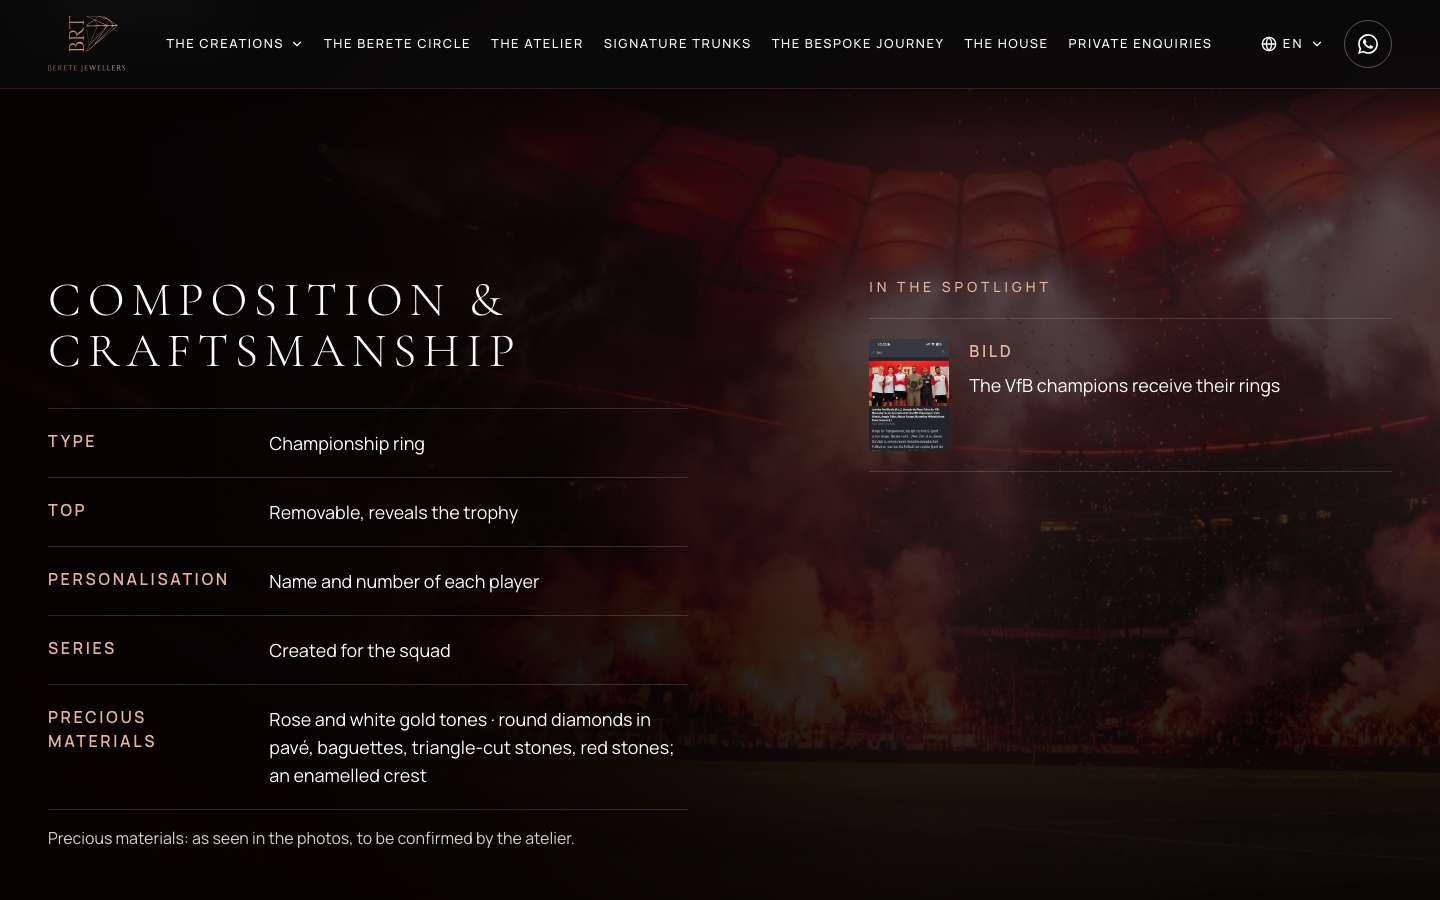 BRT
BERETE JEWELLERS
THE CREATIONS
THE BERETE CIRCLE
THE ATELIER
SIGNATURE TRUNKS
THE BESPOKE JOURNEY
THE HOUSE
PRIVATE ENQUIRIES
EN
COMPOSITION &
CRAFTSMANSHIP
TYPE
Championship ring
TOP
Removable, reveals the trophy
PERSONALISATION
Name and number of each player
SERIES
Created for the squad
PRECIOUS
MATERIALS
Rose and white gold tones · round diamonds in
pavé, baguettes, triangle-cut stones, red stones;
an enamelled crest
Precious materials: as seen in the photos, to be confirmed by the atelier.
IN THE SPOTLIGHT
BILD
The VfB champions receive their rings